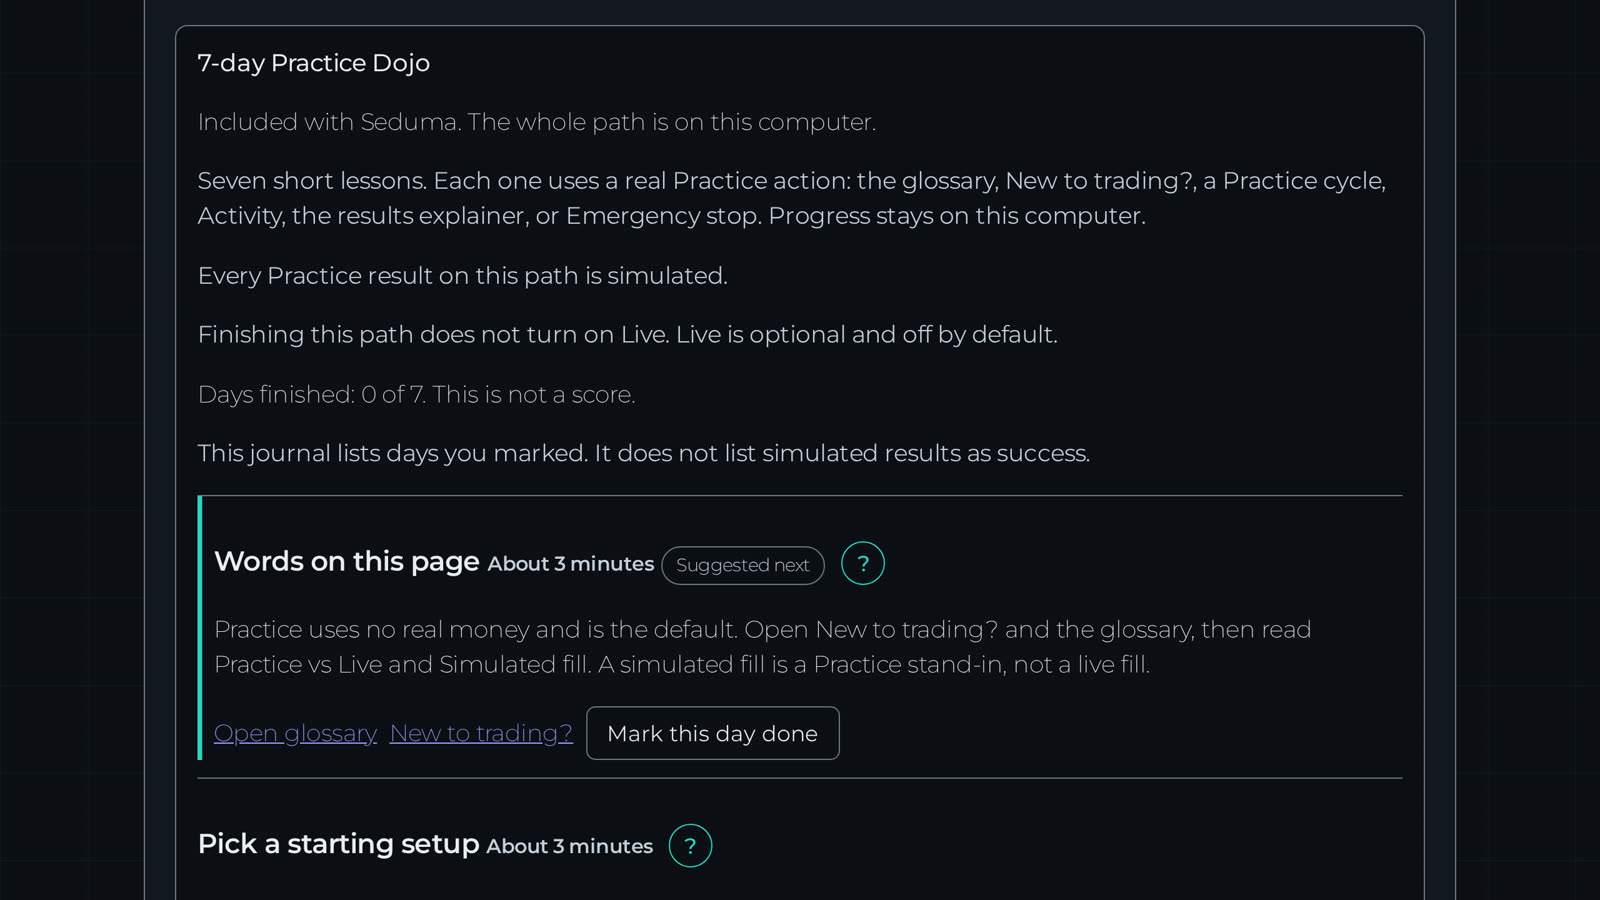 7-day Practice Dojo
Included with Seduma. The whole path is on this computer.
Seven short lessons. Each one uses a real Practice action: the glossary, New to trading?, a Practice cycle,
Activity, the results explainer, or Emergency stop. Progress stays on this computer.
Every Practice result on this path is simulated.
Finishing this path does not turn on Live. Live is optional and off by default.
Days finished: 0 of 7. This is not a score.
This journal lists days you marked. It does not list simulated results as success.
Words on this page About 3 minutes Suggested next ?
Practice uses no real money and is the default. Open New to trading? and the glossary, then read
Practice vs Live and Simulated fill. A simulated fill is a Practice stand-in, not a live fill.
Open glossary New to trading? Mark this day done
Pick a starting setup About 3 minutes ?